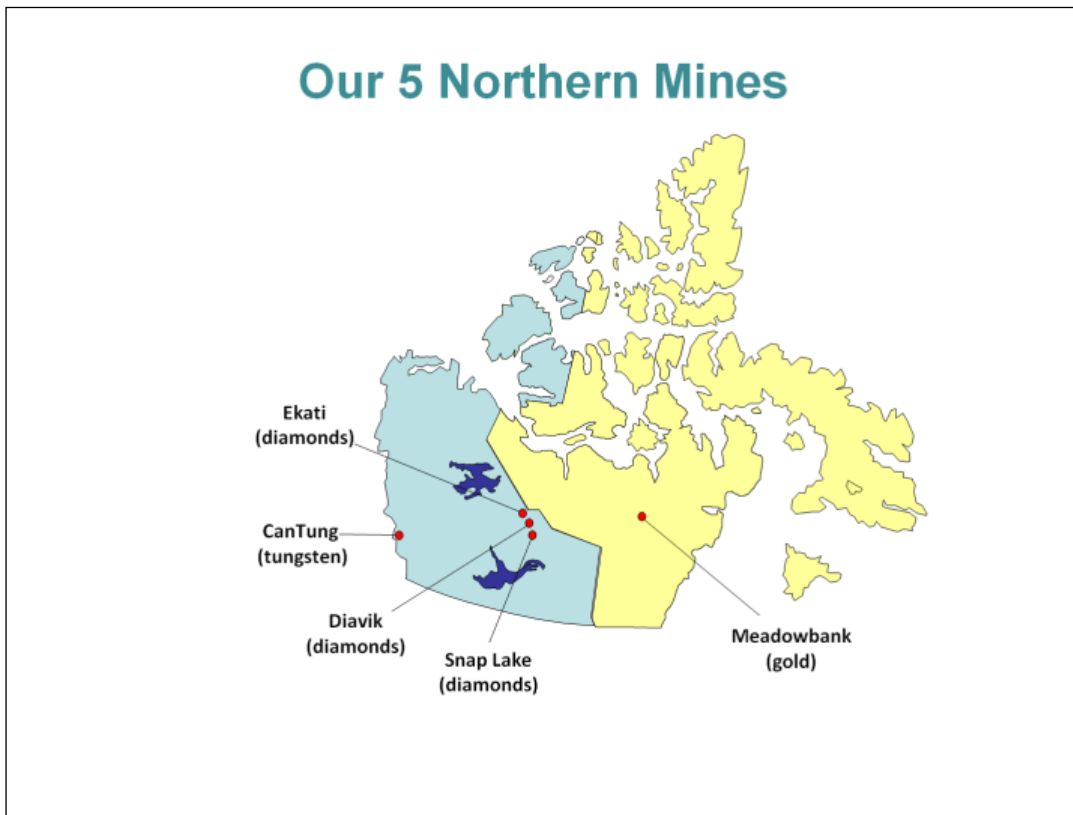 Our 5 Northern Mines
Ekati
(diamonds)
CanTung
(tungsten)
Diavik
(diamonds)
Snap Lake
(diamonds)
Meadowbank
(gold)